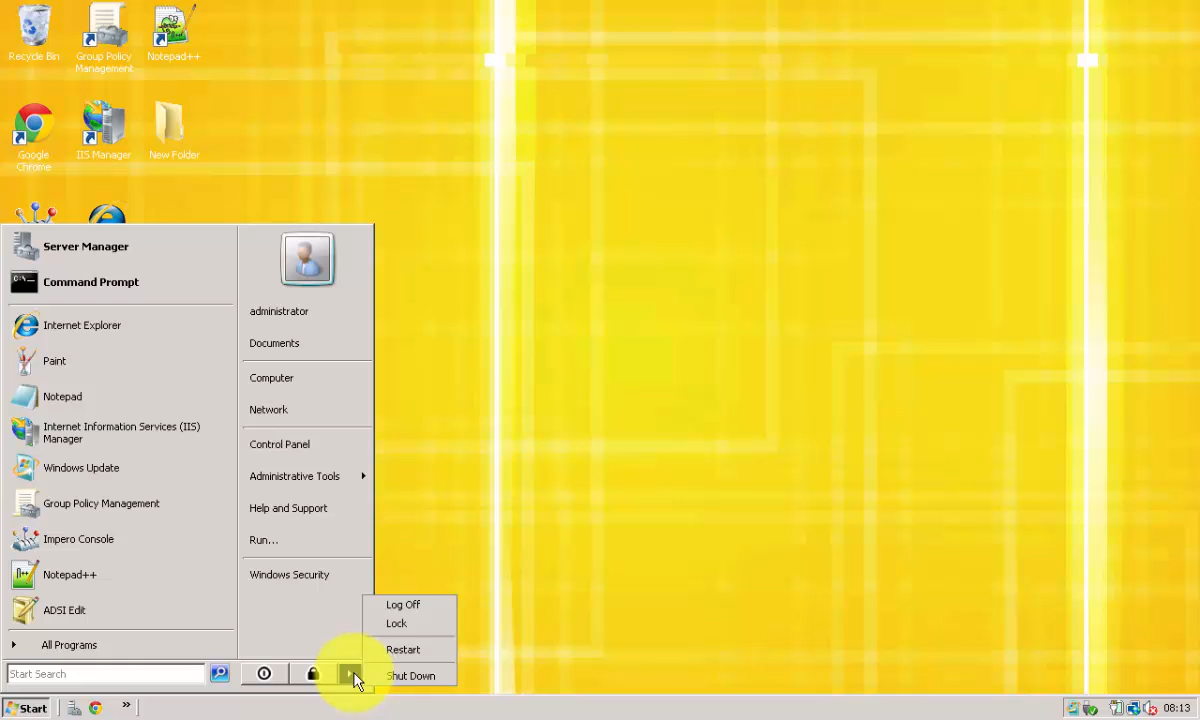 Recycle Bin
Group Policy
Management
Notepad++
Google
Chrome
IIS Manager
New Folder
Server Manager
Command Prompt
Internet Explorer
Paint
Notepad
Internet Information Services (IIS)
Manager
Windows Update
Group Policy Management
Impero Console
Notepad++
ADSI Edit
All Programs
Start Search
administrator
Documents
Computer
Network
Control Panel
Administrative Tools
Help and Support
Run...
Windows Security
Log Off
Lock
Restart
Shut Down
Start
08:13